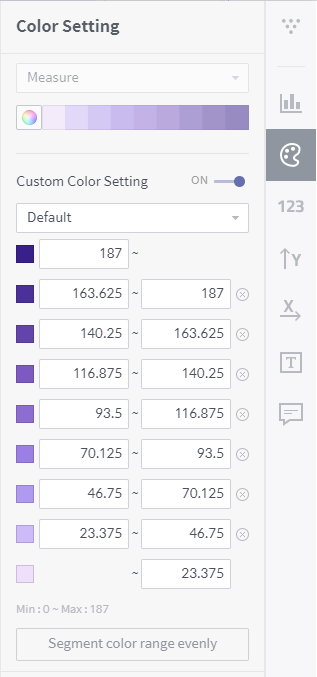 Color Setting
Measure
Custom Color Setting ON
Default
187 ~
163.625 ~ 187
140.25 ~ 163.625
116.875 ~ 140.25
93.5 ~ 116.875
70.125 ~ 93.5
46.75 ~ 70.125
23.375 ~ 46.75
~ 23.375
Min : 0 ~ Max : 187
Segment color range evenly
123
Y
X
T